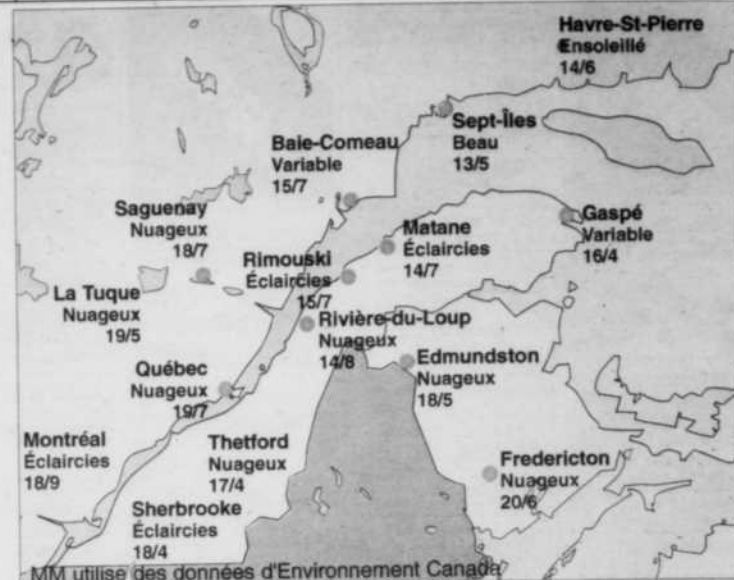 Havre-St-Pierre
Ensoleillé
14/6
Sept-Îles
Beau
13/5
Baie-Comeau
Variable
15/7
Saguenay
Nuageux
18/7
Matane
Éclaircies
14/7
Gaspé
Variable
16/4
Rimouski
Éclaircies
15/7
La Tuque
Nuageux
19/5
Rivière-du-Loup
Nuageux
14/8
Edmundston
Nuageux
18/5
Québec
Nuageux
19/7
Montréal
Éclaircies
18/9
Thetford
Nuageux
17/4
Fredericton
Nuageux
20/6
Sherbrooke
Éclaircies
18/4
MM utilise des données d'Environnement Canada